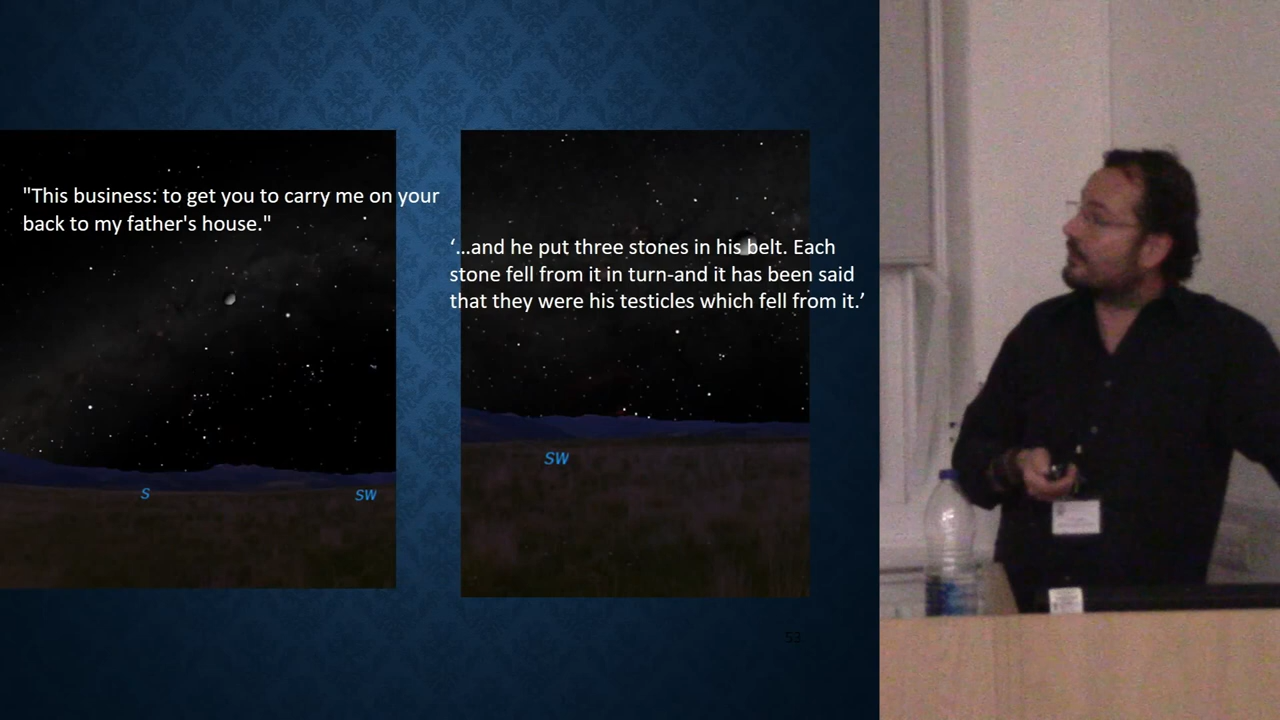 "This business: to get you to carry me on your
back to my father's house."
‘…and he put three stones in his belt. Each
stone fell from it in turn-and it has been said
that they were his testicles which fell from it.’
S
SW
SW
53